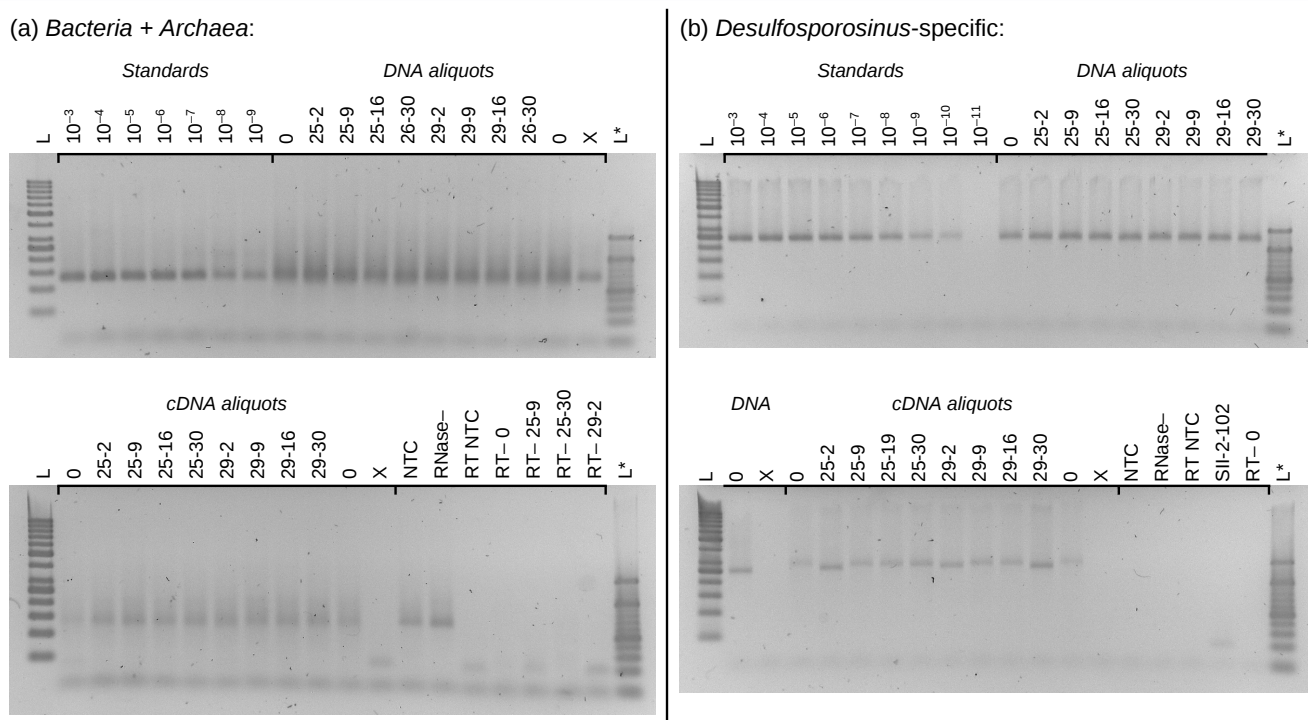 (a) Bacteria + Archaea:
Standards
DNA aliquots
L
10⁻³
10⁻⁴
10⁻⁵
10⁻⁶
10⁻⁷
10⁻⁸
10⁻⁹
0
25-2
25-9
25-16
26-30
29-2
29-9
29-16
26-30
0
X
L*
cDNA aliquots
L
0
25-2
25-9
25-16
25-30
29-2
29-9
29-16
29-30
0
X
NTC
RNase–
RT NTC
RT– 0
RT– 25-9
RT– 25-30
RT– 29-2
L*
(b) Desulfosporosinus-specific:
Standards
DNA aliquots
L
10⁻³
10⁻⁴
10⁻⁵
10⁻⁶
10⁻⁷
10⁻⁸
10⁻⁹
10⁻¹⁰
10⁻¹¹
0
25-2
25-9
25-16
25-30
29-2
29-9
29-16
29-30
L*
DNA
cDNA aliquots
L
0
X
0
25-2
25-9
25-19
25-30
29-2
29-9
29-16
29-30
0
X
NTC
RNase–
RT NTC
SII-2-102
RT– 0
L*